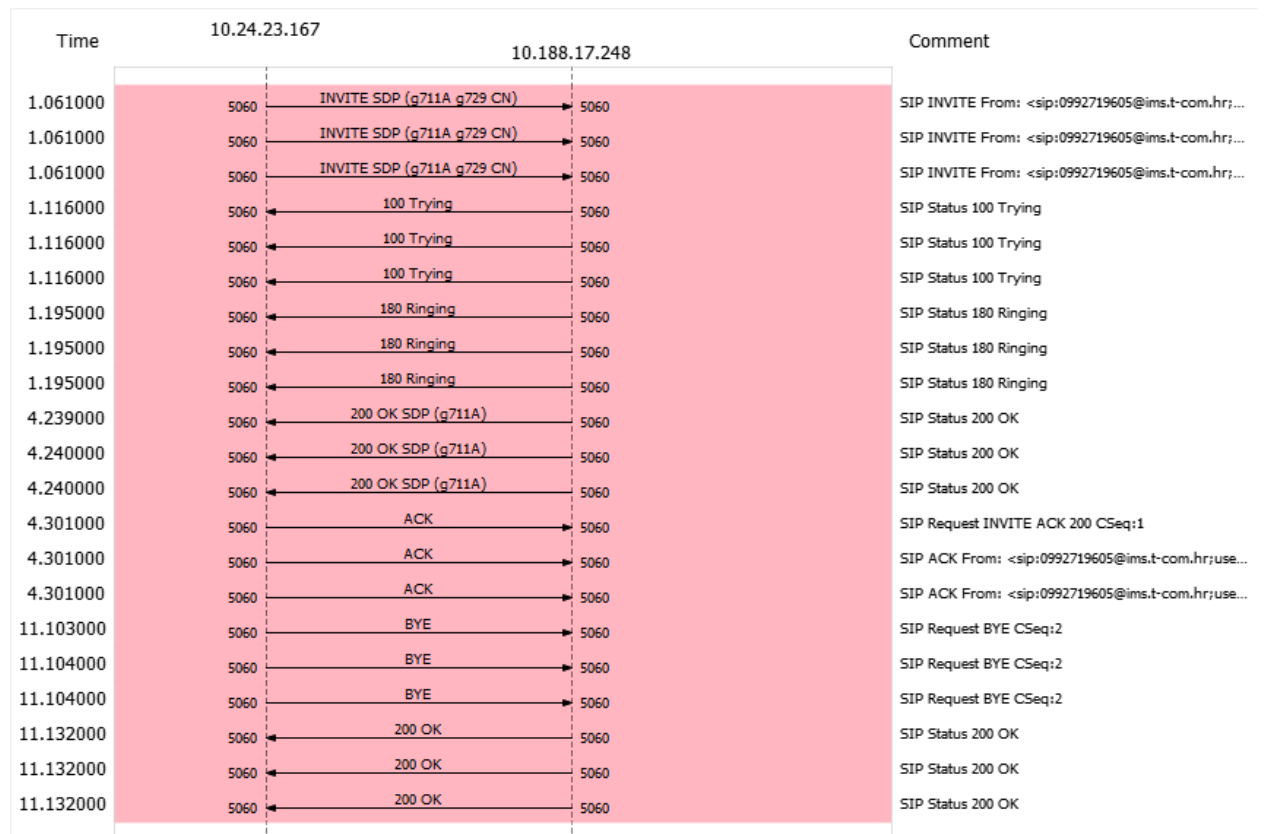 Time 10.24.23.167 10.188.17.248 Comment
1.061000 5060 INVITE SDP (g711A g729 CN) 5060 SIP INVITE From: <sip:0992719605@ims.t-com.hr;...
1.061000 5060 INVITE SDP (g711A g729 CN) 5060 SIP INVITE From: <sip:0992719605@ims.t-com.hr;...
1.061000 5060 INVITE SDP (g711A g729 CN) 5060 SIP INVITE From: <sip:0992719605@ims.t-com.hr;...
1.116000 5060 100 Trying 5060 SIP Status 100 Trying
1.116000 5060 100 Trying 5060 SIP Status 100 Trying
1.116000 5060 100 Trying 5060 SIP Status 100 Trying
1.195000 5060 180 Ringing 5060 SIP Status 180 Ringing
1.195000 5060 180 Ringing 5060 SIP Status 180 Ringing
1.195000 5060 180 Ringing 5060 SIP Status 180 Ringing
4.239000 5060 200 OK SDP (g711A) 5060 SIP Status 200 OK
4.240000 5060 200 OK SDP (g711A) 5060 SIP Status 200 OK
4.240000 5060 200 OK SDP (g711A) 5060 SIP Status 200 OK
4.301000 5060 ACK 5060 SIP Request INVITE ACK 200 CSeq:1
4.301000 5060 ACK 5060 SIP ACK From: <sip:0992719605@ims.t-com.hr;use...
4.301000 5060 ACK 5060 SIP ACK From: <sip:0992719605@ims.t-com.hr;use...
11.103000 5060 BYE 5060 SIP Request BYE CSeq:2
11.104000 5060 BYE 5060 SIP Request BYE CSeq:2
11.104000 5060 BYE 5060 SIP Request BYE CSeq:2
11.132000 5060 200 OK 5060 SIP Status 200 OK
11.132000 5060 200 OK 5060 SIP Status 200 OK
11.132000 5060 200 OK 5060 SIP Status 200 OK